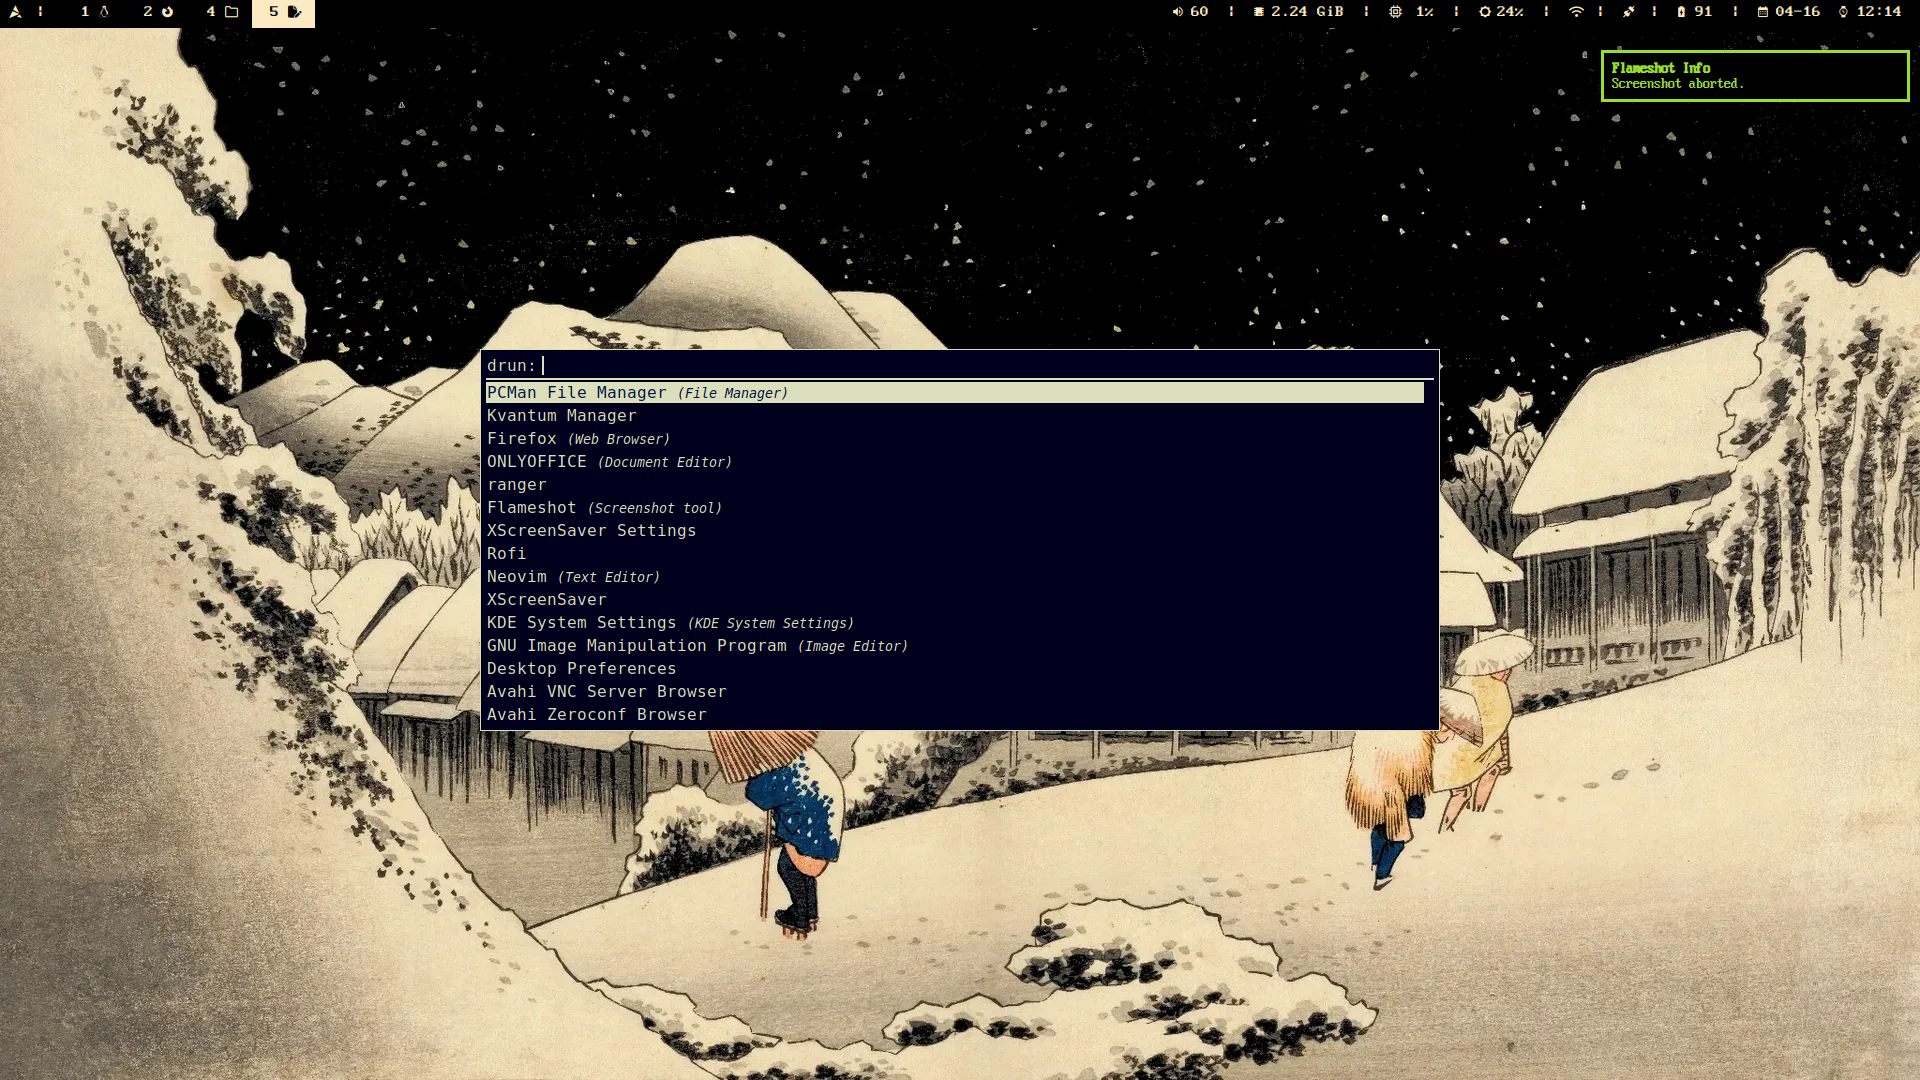 1 2 4 5 60 ¦ 2.24 GiB ¦ 1% ¦ 24% ¦ ¦ ¦ 91 ¦ 04-16 12:14
Flameshot Info
Screenshot aborted.
drun:
PCMan File Manager (File Manager)
Kvantum Manager
Firefox (Web Browser)
ONLYOFFICE (Document Editor)
ranger
Flameshot (Screenshot tool)
XScreenSaver Settings
Rofi
Neovim (Text Editor)
XScreenSaver
KDE System Settings (KDE System Settings)
GNU Image Manipulation Program (Image Editor)
Desktop Preferences
Avahi VNC Server Browser
Avahi Zeroconf Browser